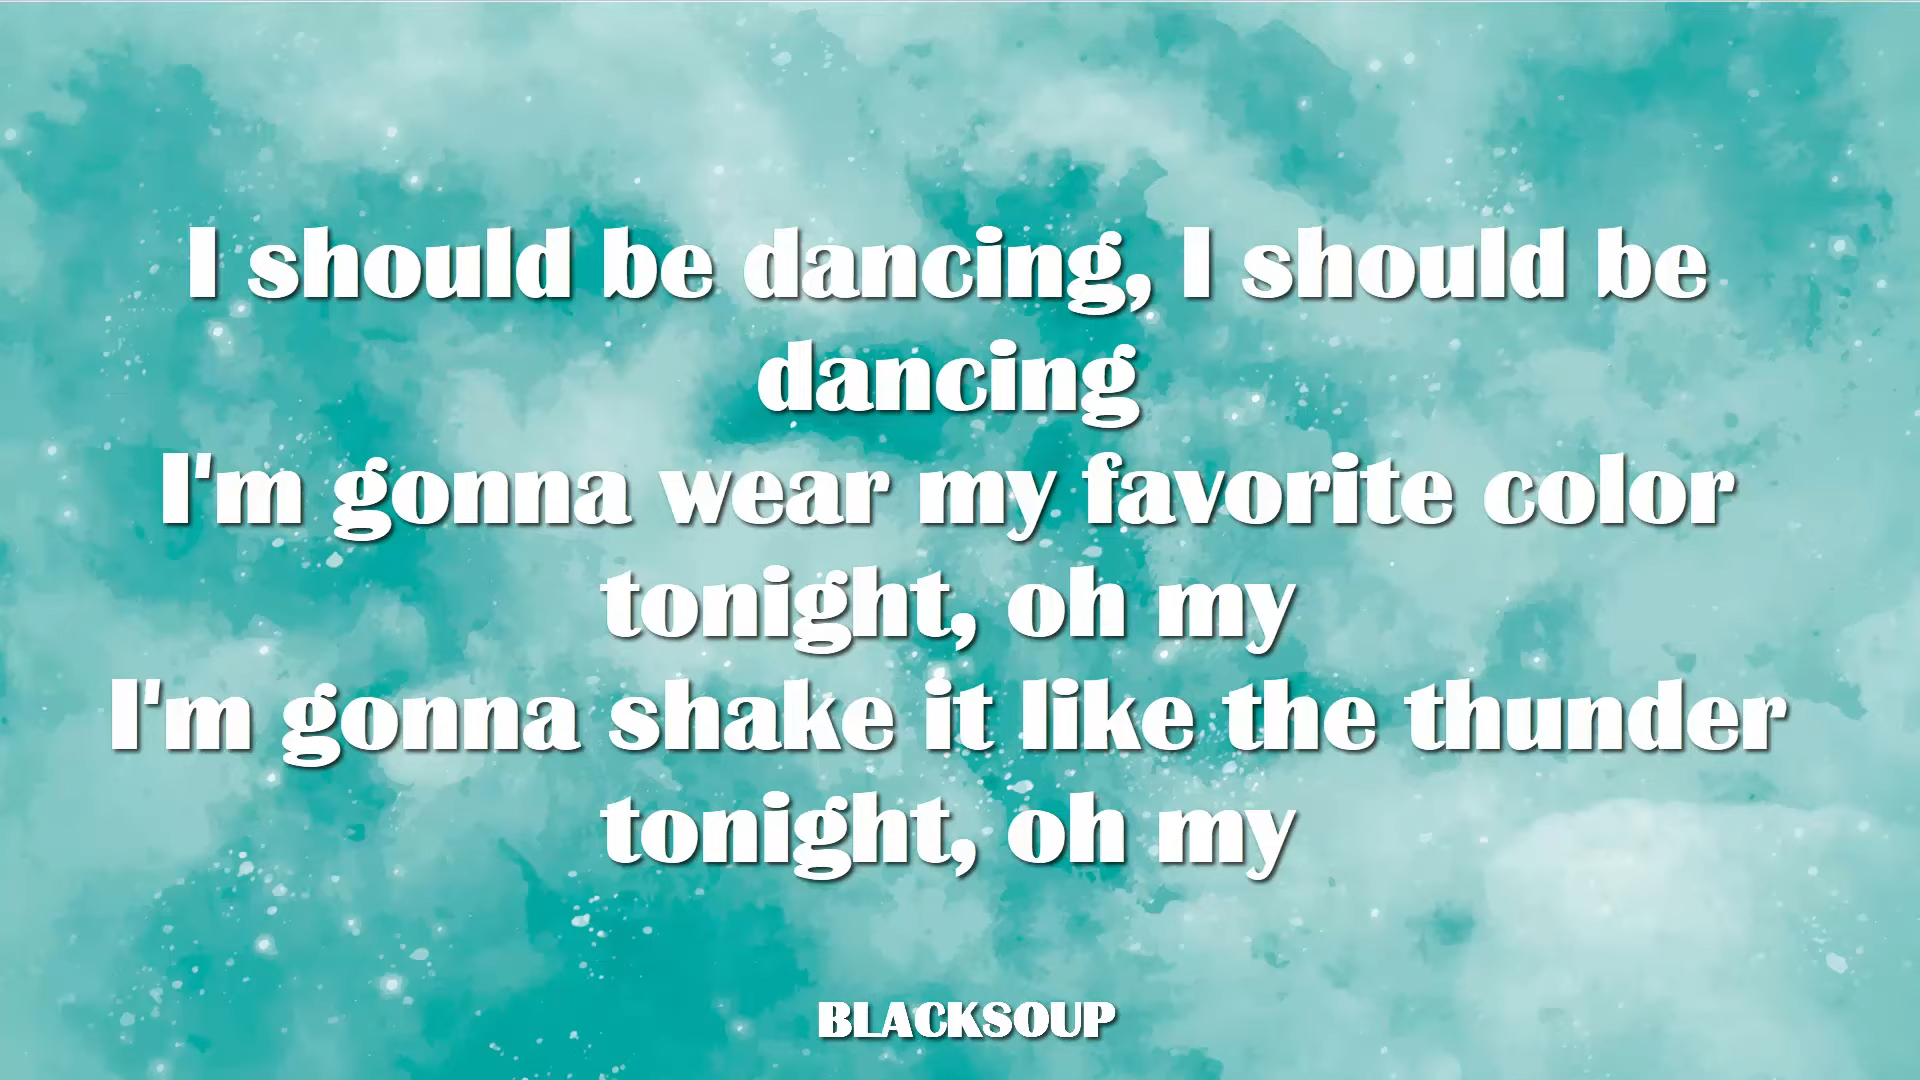 I should be dancing, I should be
dancing
I'm gonna wear my favorite color
tonight, oh my
I'm gonna shake it like the thunder
tonight, oh my
BLACKSOUP